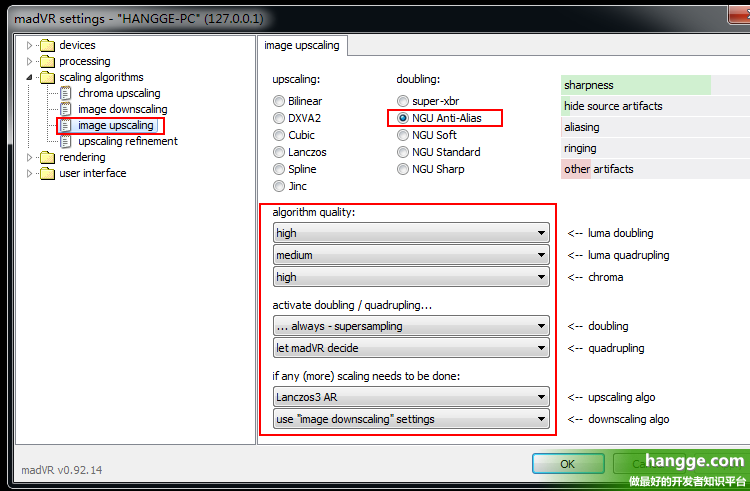 madVR settings - "HANGGE-PC" (127.0.0.1)
devices
processing
scaling algorithms
chroma upscaling
image downscaling
image upscaling
upscaling refinement
rendering
user interface
image upscaling
upscaling:
Bilinear
DXVA2
Cubic
Lanczos
Spline
Jinc
doubling:
super-xbr
NGU Anti-Alias
NGU Soft
NGU Standard
NGU Sharp
sharpness
hide source artifacts
aliasing
ringing
other artifacts
algorithm quality:
high <-- luma doubling
medium <-- luma quadrupling
high <-- chroma
activate doubling / quadrupling...
... always - supersampling <-- doubling
let madVR decide <-- quadrupling
if any (more) scaling needs to be done:
Lanczos3 AR <-- upscaling algo
use "image downscaling" settings <-- downscaling algo
madVR v0.92.14
OK
hangge.com
做最好的开发者知识平台